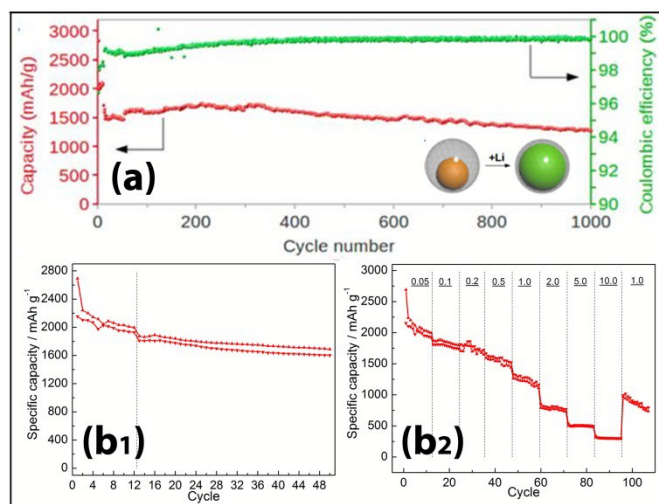 Capacity (mAh/g)
3000
2500
2000
1500
1000
500
0
(a)
+Li
100
98
96
94
92
90
Coulombic efficiency (%)
0 200 400 600 800 1000
Cycle number
Specific capacity / mAh g⁻¹
2800
2400
2000
1600
1200
800
400
0
(b1)
0 4 8 12 16 20 24 28 32 36 40 44 48
Cycle
Specific capacity / mAh g⁻¹
3000
2500
2000
1500
1000
500
0
0.05 0.1 0.2 0.5 1.0 2.0 5.0 10.0 1.0
(b2)
0 20 40 60 80 100
Cycle